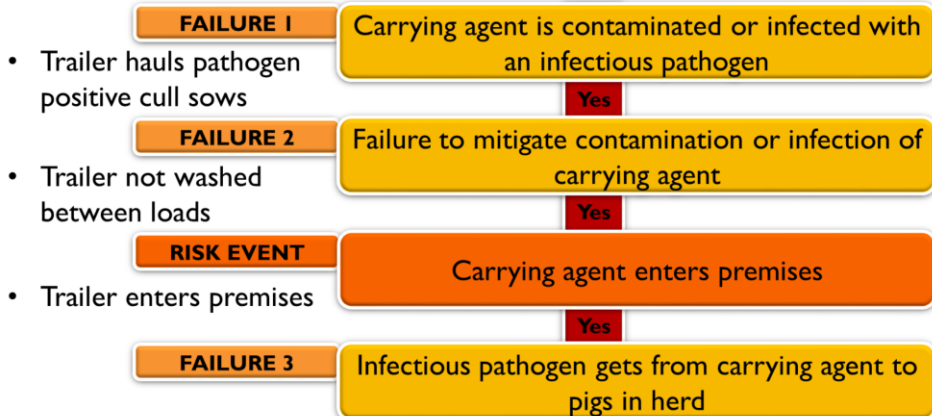 FAILURE 1
Carrying agent is contaminated or infected with
an infectious pathogen
• Trailer hauls pathogen
positive cull sows
Yes
FAILURE 2
Failure to mitigate contamination or infection of
carrying agent
• Trailer not washed
between loads
Yes
RISK EVENT
Carrying agent enters premises
• Trailer enters premises
Yes
FAILURE 3
Infectious pathogen gets from carrying agent to
pigs in herd